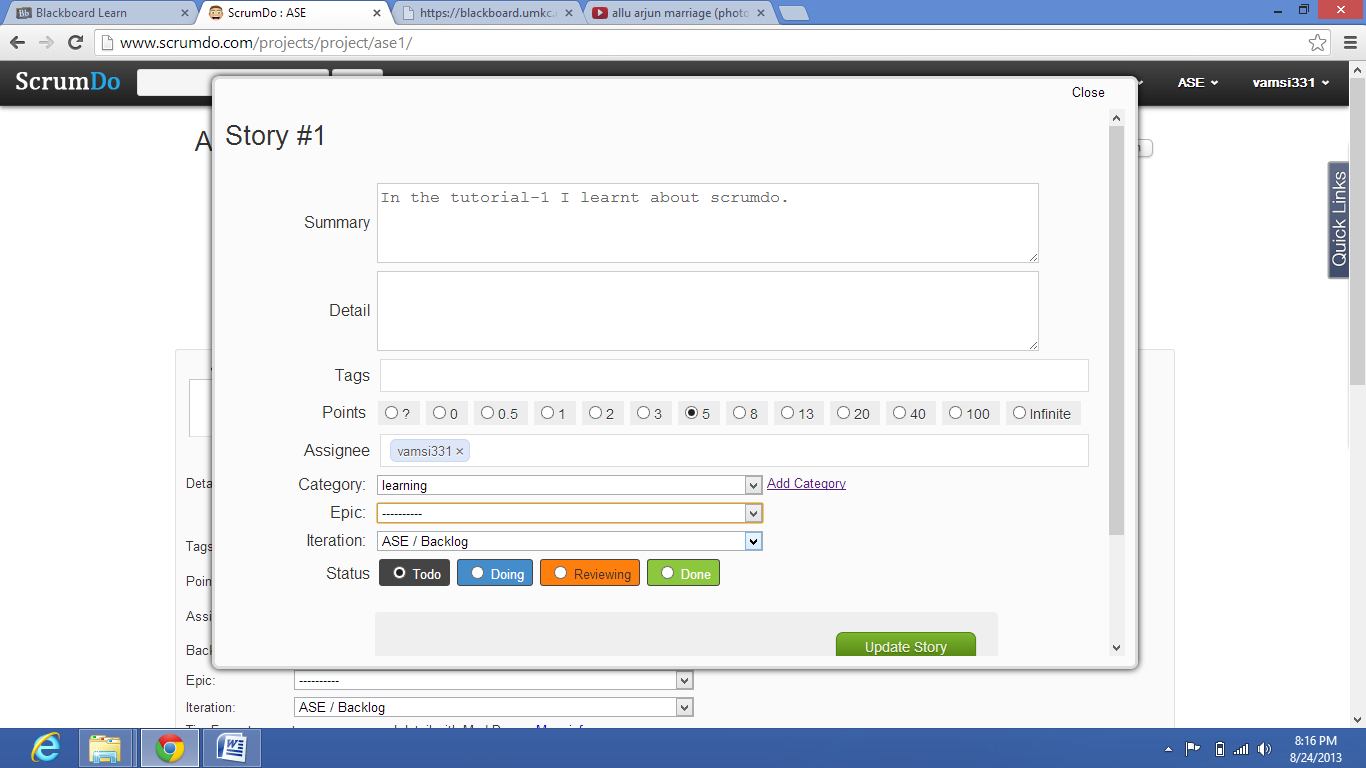 Blackboard Learn
ScrumDo : ASE
https://blackboard.umkc.
allu arjun marriage (photo
www.scrumdo.com/projects/project/ase1/
ScrumDo
ASE
vamsi331
Close
Story #1
Summary
In the tutorial-1 I learnt about scrumdo.
Quick Links
Detail
Tags
Points ? 0 0.5 1 2 3 5 8 13 20 40 100 Infinite
Assignee vamsi331 ×
Category: learning Add Category
Epic: ----------
Iteration: ASE / Backlog
Status Todo Doing Reviewing Done
Update Story
Epic: ----------
Iteration: ASE / Backlog
8:16 PM
8/24/2013